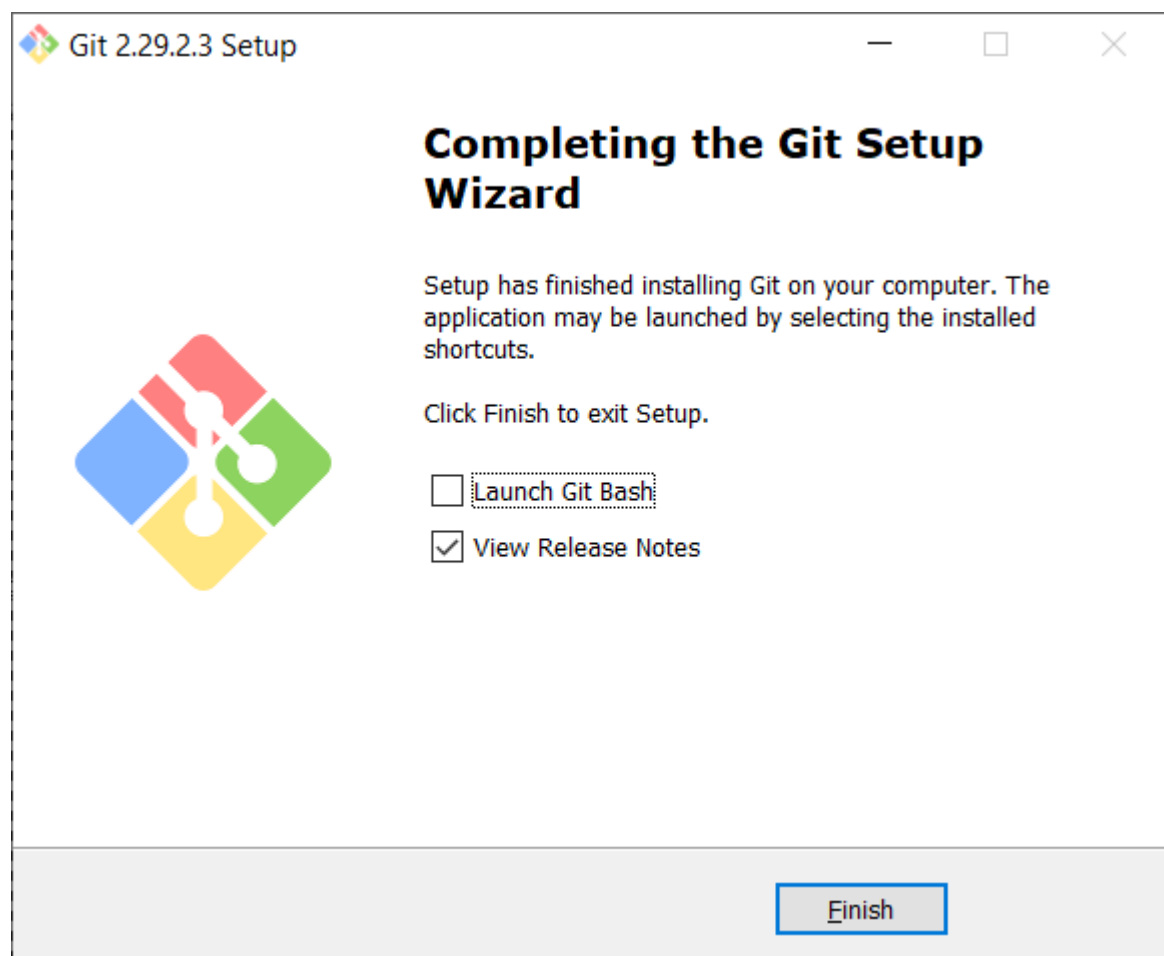 Git 2.29.2.3 Setup
Completing the Git Setup
Wizard
Setup has finished installing Git on your computer. The
application may be launched by selecting the installed
shortcuts.
Click Finish to exit Setup.
Launch Git Bash
View Release Notes
Finish